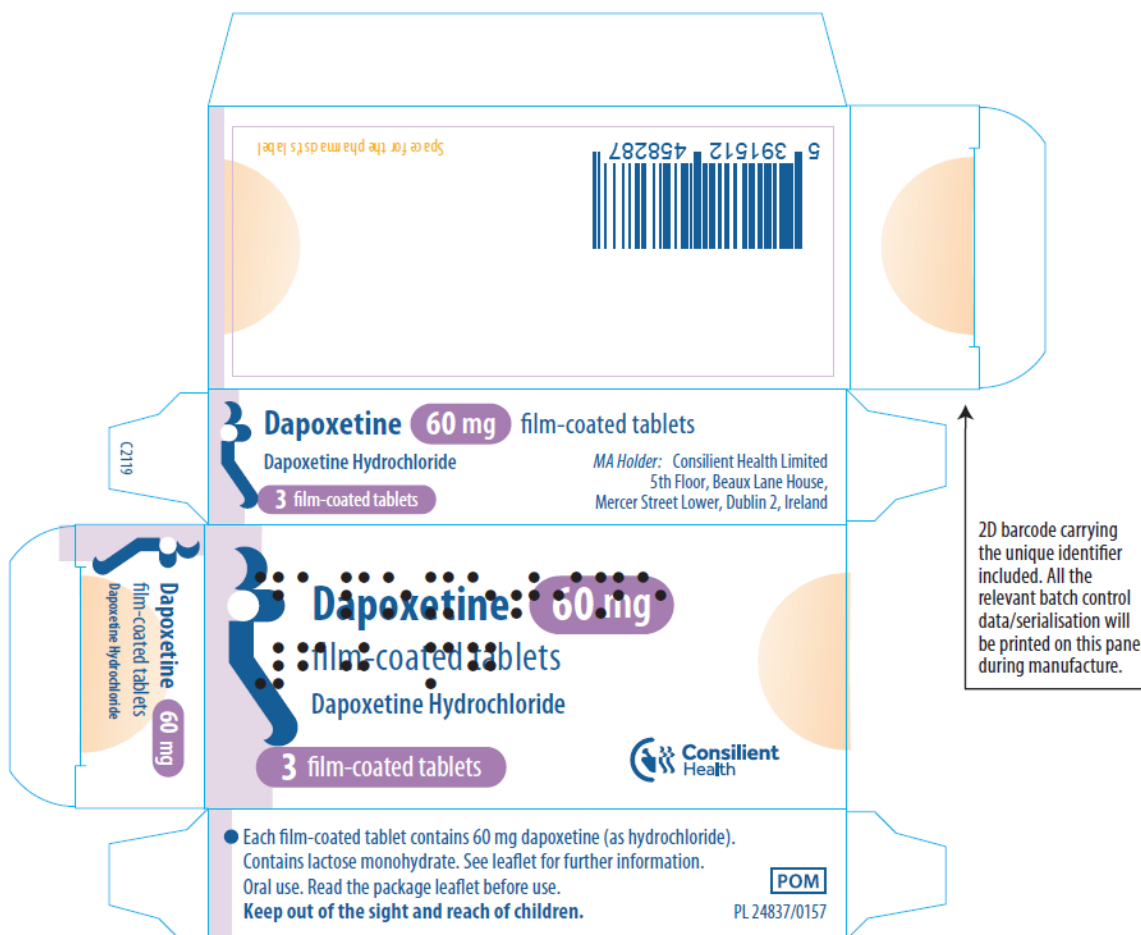 Space for the pharmacist's label
5 391512 458287
C2119
Dapoxetine 60 mg film-coated tablets
Dapoxetine Hydrochloride
3 film-coated tablets
MA Holder: Consilient Health Limited
5th Floor, Beaux Lane House,
Mercer Street Lower, Dublin 2, Ireland
2D barcode carrying
the unique identifier
included. All the
relevant batch control
data/serialisation will
be printed on this pane
during manufacture.
Dapoxetine 60 mg
film-coated tablets
Dapoxetine Hydrochloride
Dapoxetine 60 mg
film-coated tablets
Dapoxetine Hydrochloride
3 film-coated tablets
Consilient
Health
Each film-coated tablet contains 60 mg dapoxetine (as hydrochloride).
Contains lactose monohydrate. See leaflet for further information.
Oral use. Read the package leaflet before use.
Keep out of the sight and reach of children.
POM
PL 24837/0157